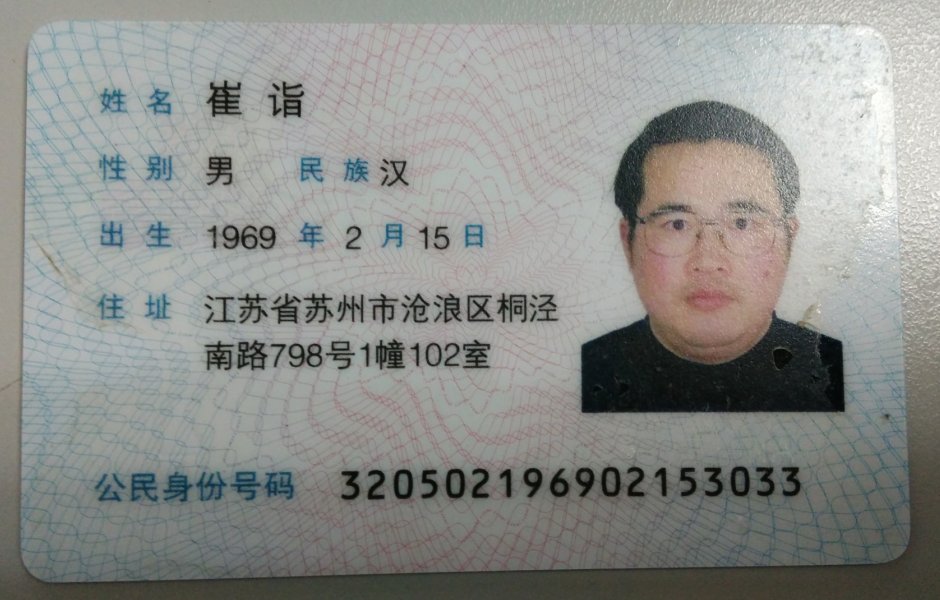 姓名 崔诣
性别 男 民族 汉
出生 1969 年 2 月 15 日
住址 江苏省苏州市沧浪区桐泾
南路798号1幢102室
公民身份号码 320502196902153033